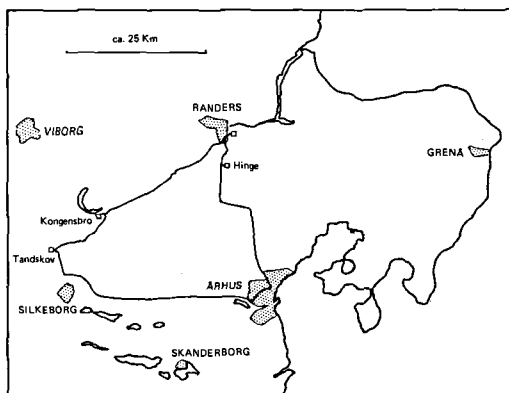 ca. 25 Km
RANDERS
VIBORG
Hinge
GRENÅ
Kongensbro
Tandskov
ÅRHUS
SILKEBORG
SKANDERBORG